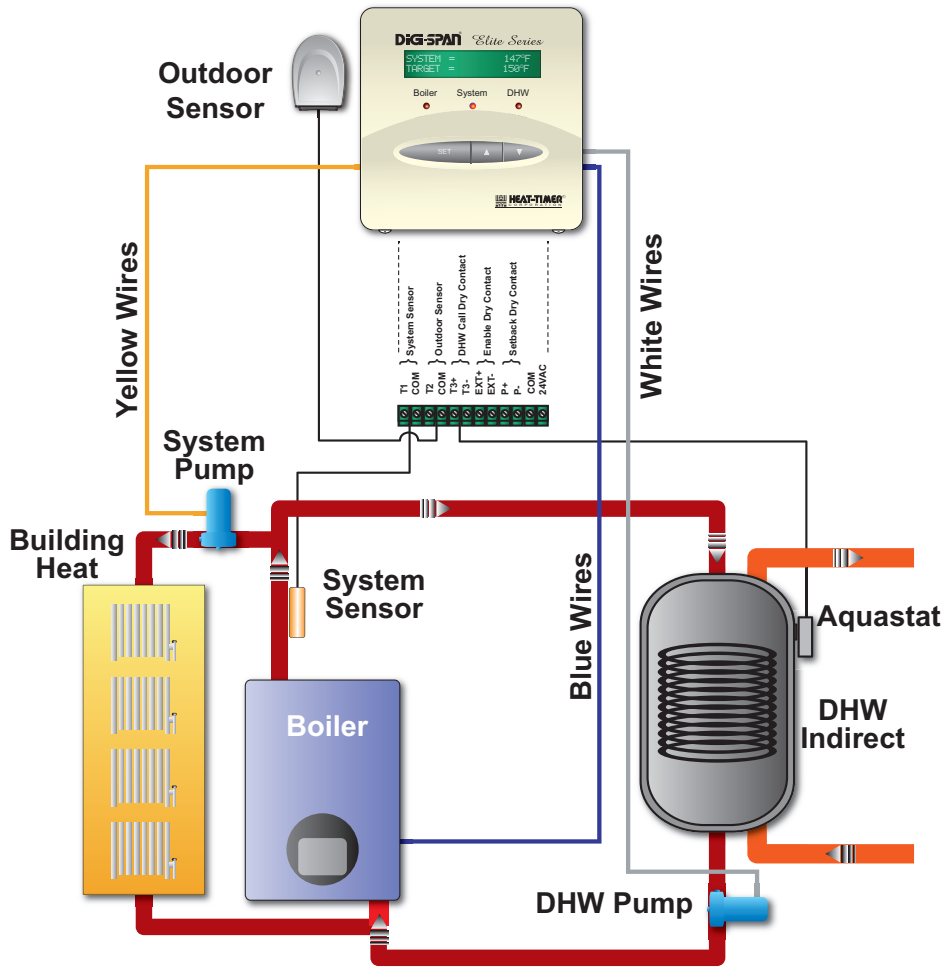 DIGI-SPAN® Elite Series
SYSTEM = 147°F
TARGET = 150°F
Boiler System DHW
SET ▲ ▼
HEAT-TIMER®
CORPORATION
Outdoor
Sensor
Yellow Wires
White Wires
Blue Wires
System Sensor
Outdoor Sensor
DHW Call Dry Contact
Enable Dry Contact
Setback Dry Contact
T1
COM
T2
COM
T3+
T3-
EXT+
EXT-
P+
P-
COM
24VAC
System
Pump
Building
Heat
System
Sensor
Aquastat
Boiler
DHW
Indirect
DHW Pump